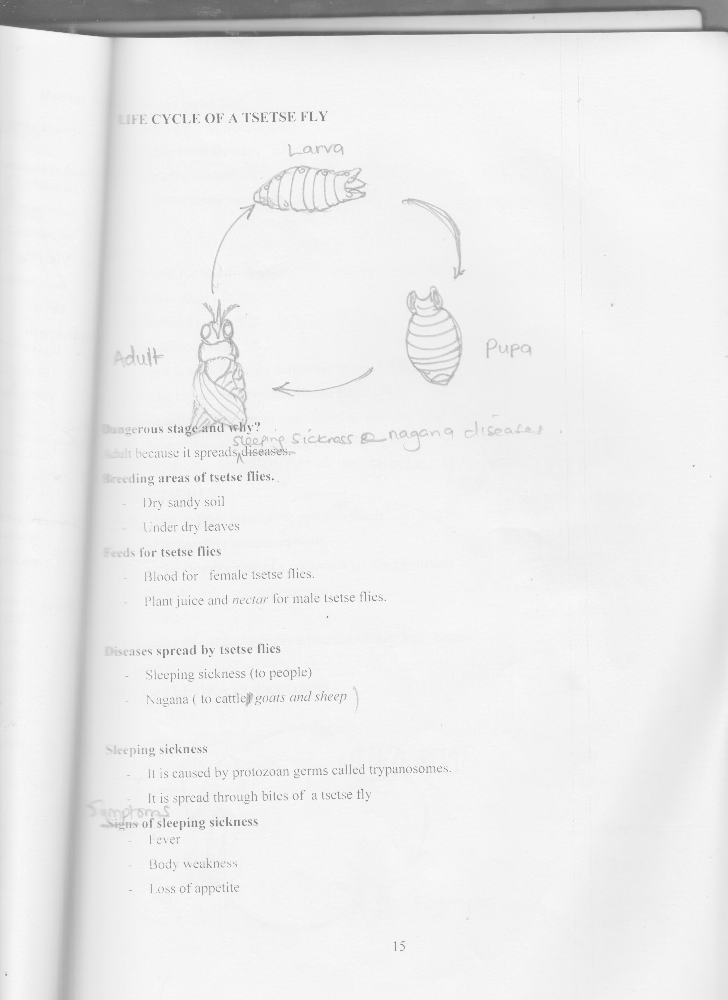 LIFE CYCLE OF A TSETSE FLY
Larva
Adult
Pupa
Dangerous stage and why?
sleeping sickness & nagana diseases.
Adult because it spreads diseases.
Breeding areas of tsetse flies.
- Dry sandy soil
- Under dry leaves
Feeds for tsetse flies
- Blood for female tsetse flies.
- Plant juice and nectar for male tsetse flies.
Diseases spread by tsetse flies
- Sleeping sickness (to people)
- Nagana ( to cattle) goats and sheep )
Sleeping sickness
- It is caused by protozoan germs called trypanosomes.
- It is spread through bites of a tsetse fly
Symptoms
Signs of sleeping sickness
- Fever
- Body weakness
- Loss of appetite
15